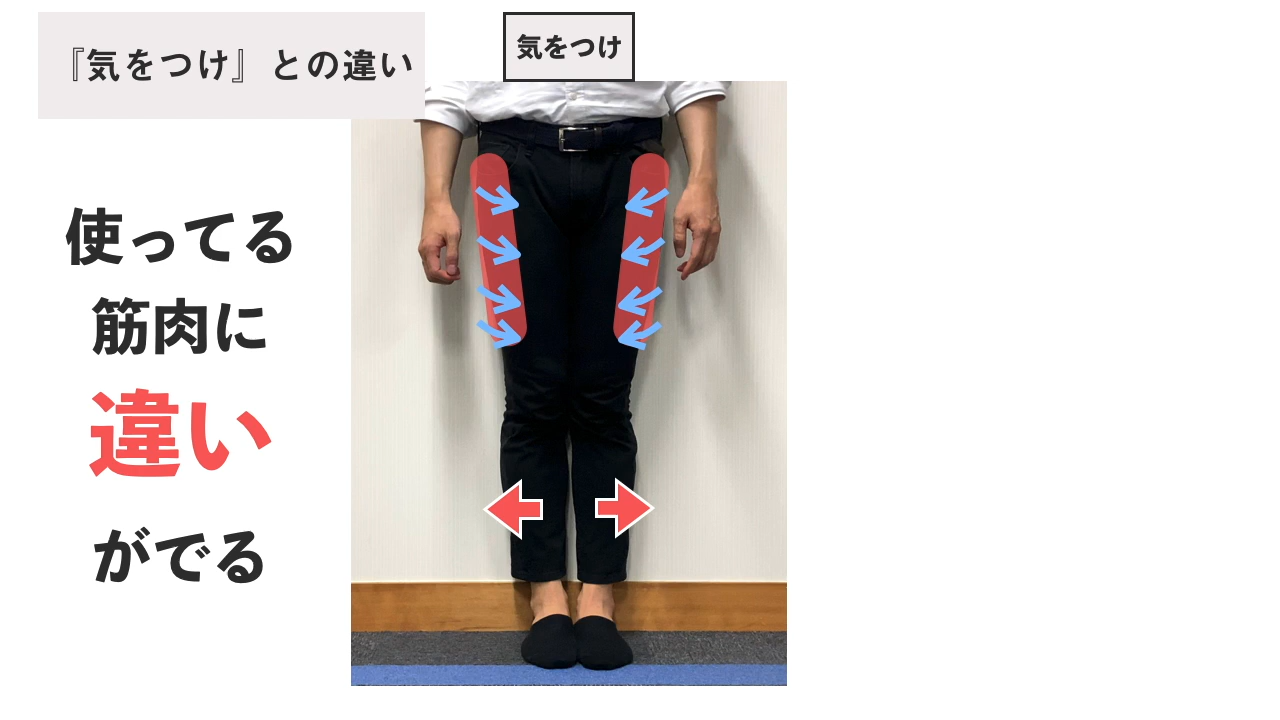 『気をつけ』との違い
気をつけ
使ってる
筋肉に
違い
がでる